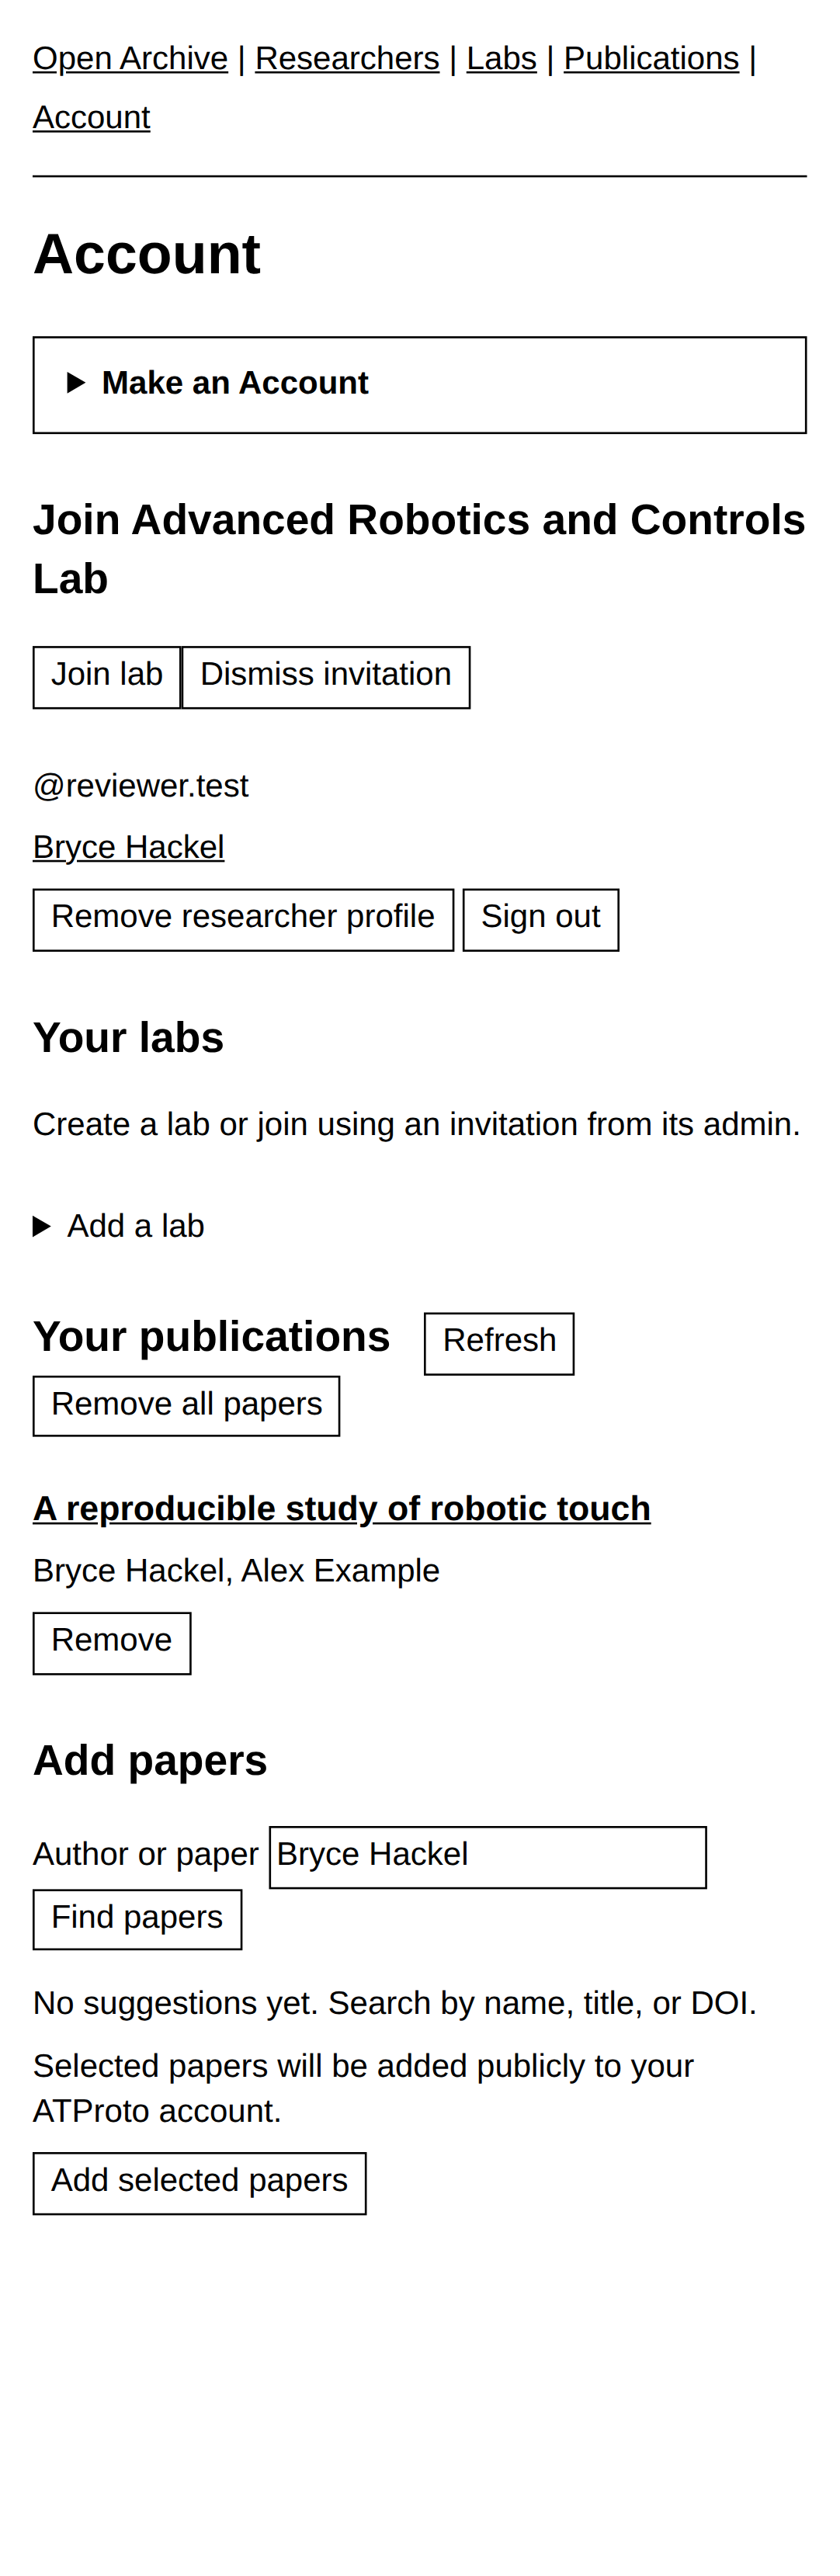 Open Archive | Researchers | Labs | Publications |
Account
Account
Make an Account
Join Advanced Robotics and Controls
Lab
Join lab Dismiss invitation
@reviewer.test
Bryce Hackel
Remove researcher profile Sign out
Your labs
Create a lab or join using an invitation from its admin.
Add a lab
Your publications Refresh
Remove all papers
A reproducible study of robotic touch
Bryce Hackel, Alex Example
Remove
Add papers
Author or paper Bryce Hackel
Find papers
No suggestions yet. Search by name, title, or DOI.
Selected papers will be added publicly to your
ATProto account.
Add selected papers